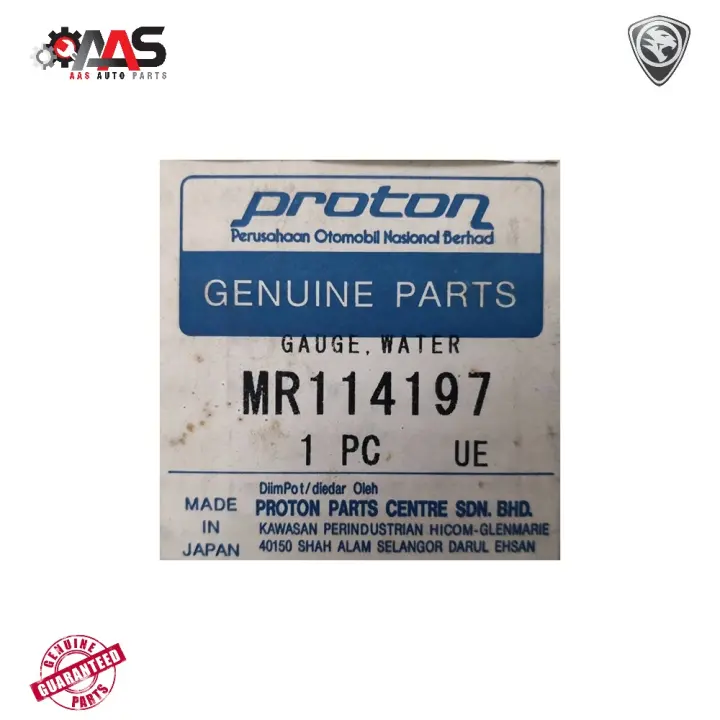 AAS
AAS AUTO PARTS
proton
Perusahaan Otomobil Nasional Berhad
GENUINE PARTS
GAUGE, WATER
MR114197
1 PC UE
DiimPot/diedar Oleh
MADE IN JAPAN
PROTON PARTS CENTRE SDN. BHD.
KAWASAN PERINDUSTRIAN HICOM-GLENMARIE
40150 SHAH ALAM SELANGOR DARUL EHSAN
GENUINE
GUARANTEED
PARTS